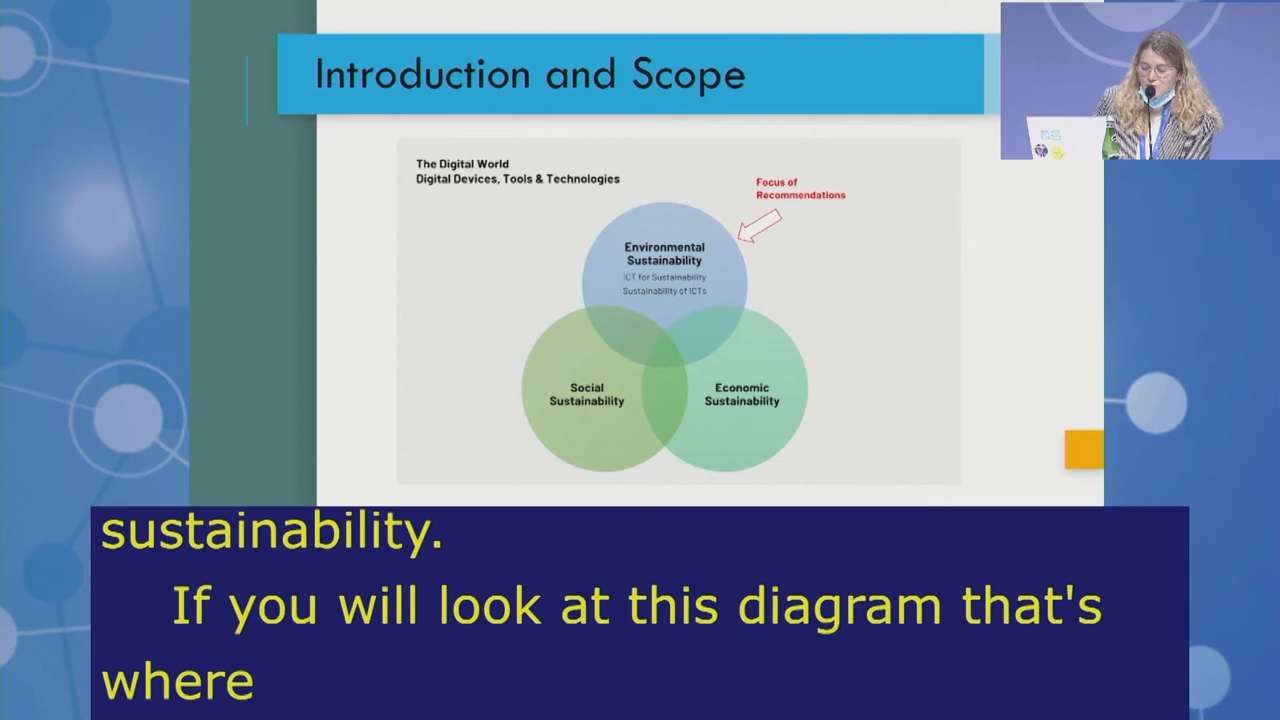 Introduction and Scope
The Digital World
Digital Devices, Tools & Technologies
Focus of
Recommendations
Environmental
Sustainability
ICT for Sustainability
Sustainability of ICTs
Social
Sustainability
Economic
Sustainability
sustainability.
If you will look at this diagram that's
where